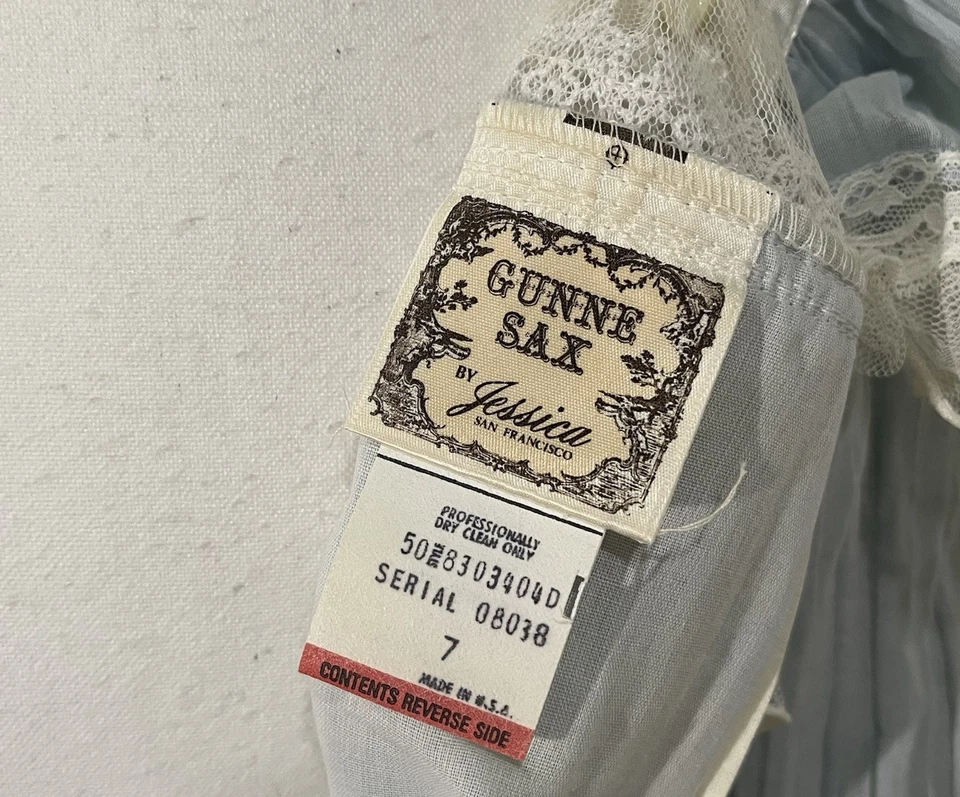 GUNNE
SAX
BY Jessica
SAN FRANCISCO
PROFESSIONALLY
DRY CLEAN ONLY
50 8303404D
SERIAL 08038
7
MADE IN U.S.A.
CONTENTS REVERSE SIDE